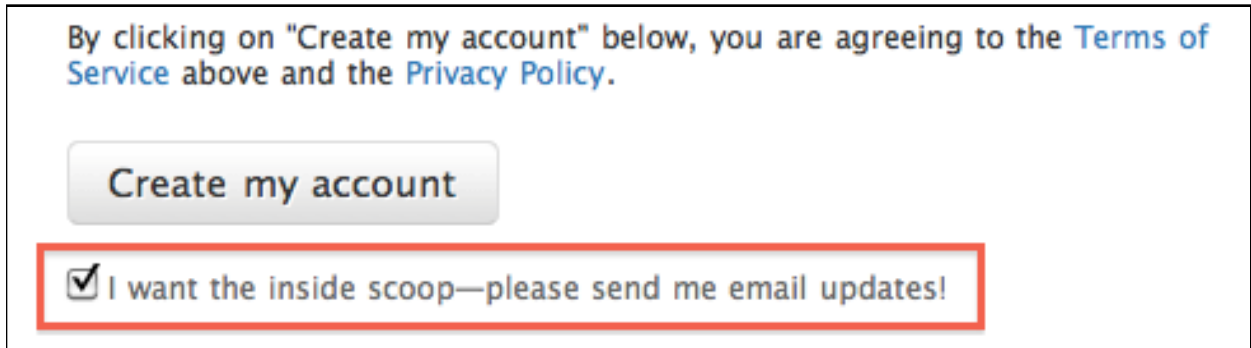 By clicking on "Create my account" below, you are agreeing to the Terms of
Service above and the Privacy Policy.
Create my account
I want the inside scoop—please send me email updates!